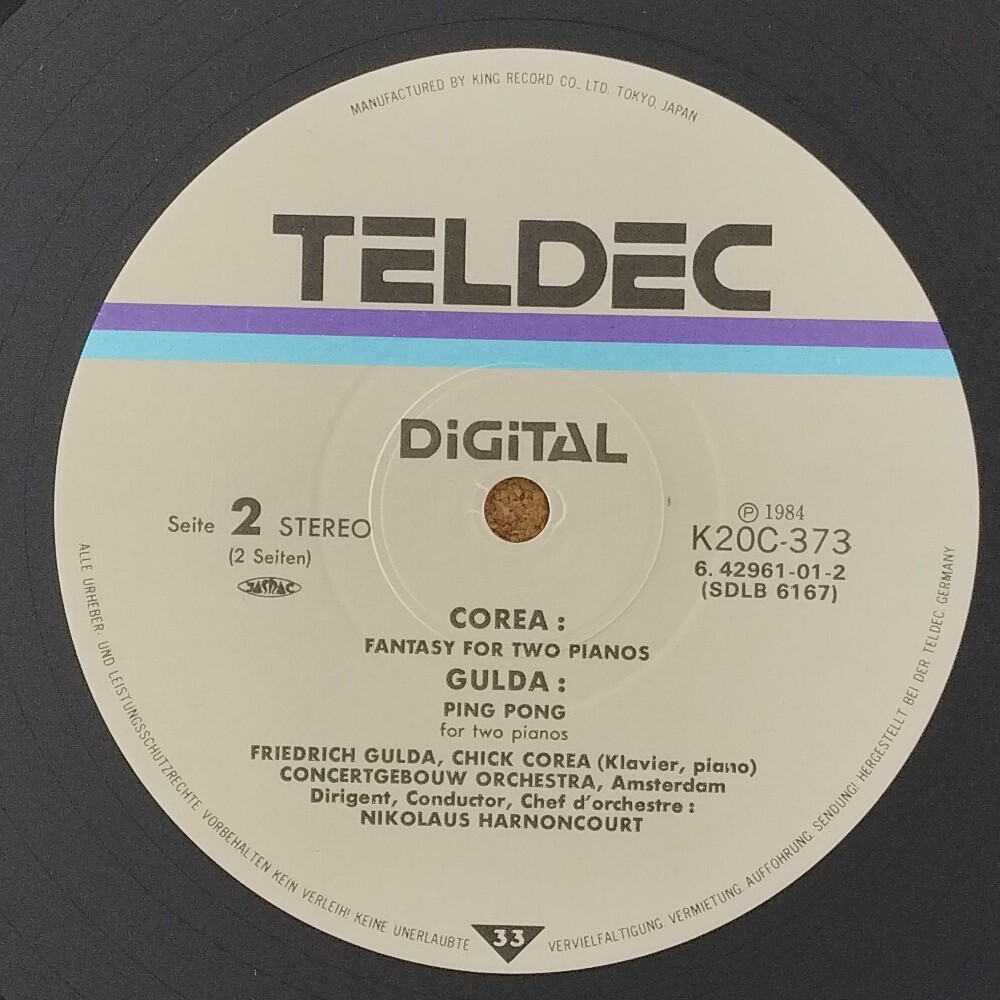 MANUFACTURED BY KING RECORD CO., LTD. TOKYO, JAPAN
TELDEC
DiGiTAL
Seite 2 STEREO
(2 Seiten)
JASRAC
Ⓟ 1984
K20C-373
6. 42961-01-2
(SDLB 6167)
COREA :
FANTASY FOR TWO PIANOS
GULDA :
PING PONG
for two pianos
FRIEDRICH GULDA, CHICK COREA (Klavier, piano)
CONCERTGEBOUW ORCHESTRA, Amsterdam
Dirigent, Conductor, Chef d'orchestre :
NIKOLAUS HARNONCOURT
ALLE URHEBER- UND LEISTUNGSSCHUTZRECHTE VORBEHALTEN KEIN VERLEIH! KEINE UNERLAUBTE
33
VERVIELFALTIGUNG. VERMIETUNG. AUFFOHRUNG. SENDUNG! HERGESTELLT BEI DER TELDEC. GERMANY